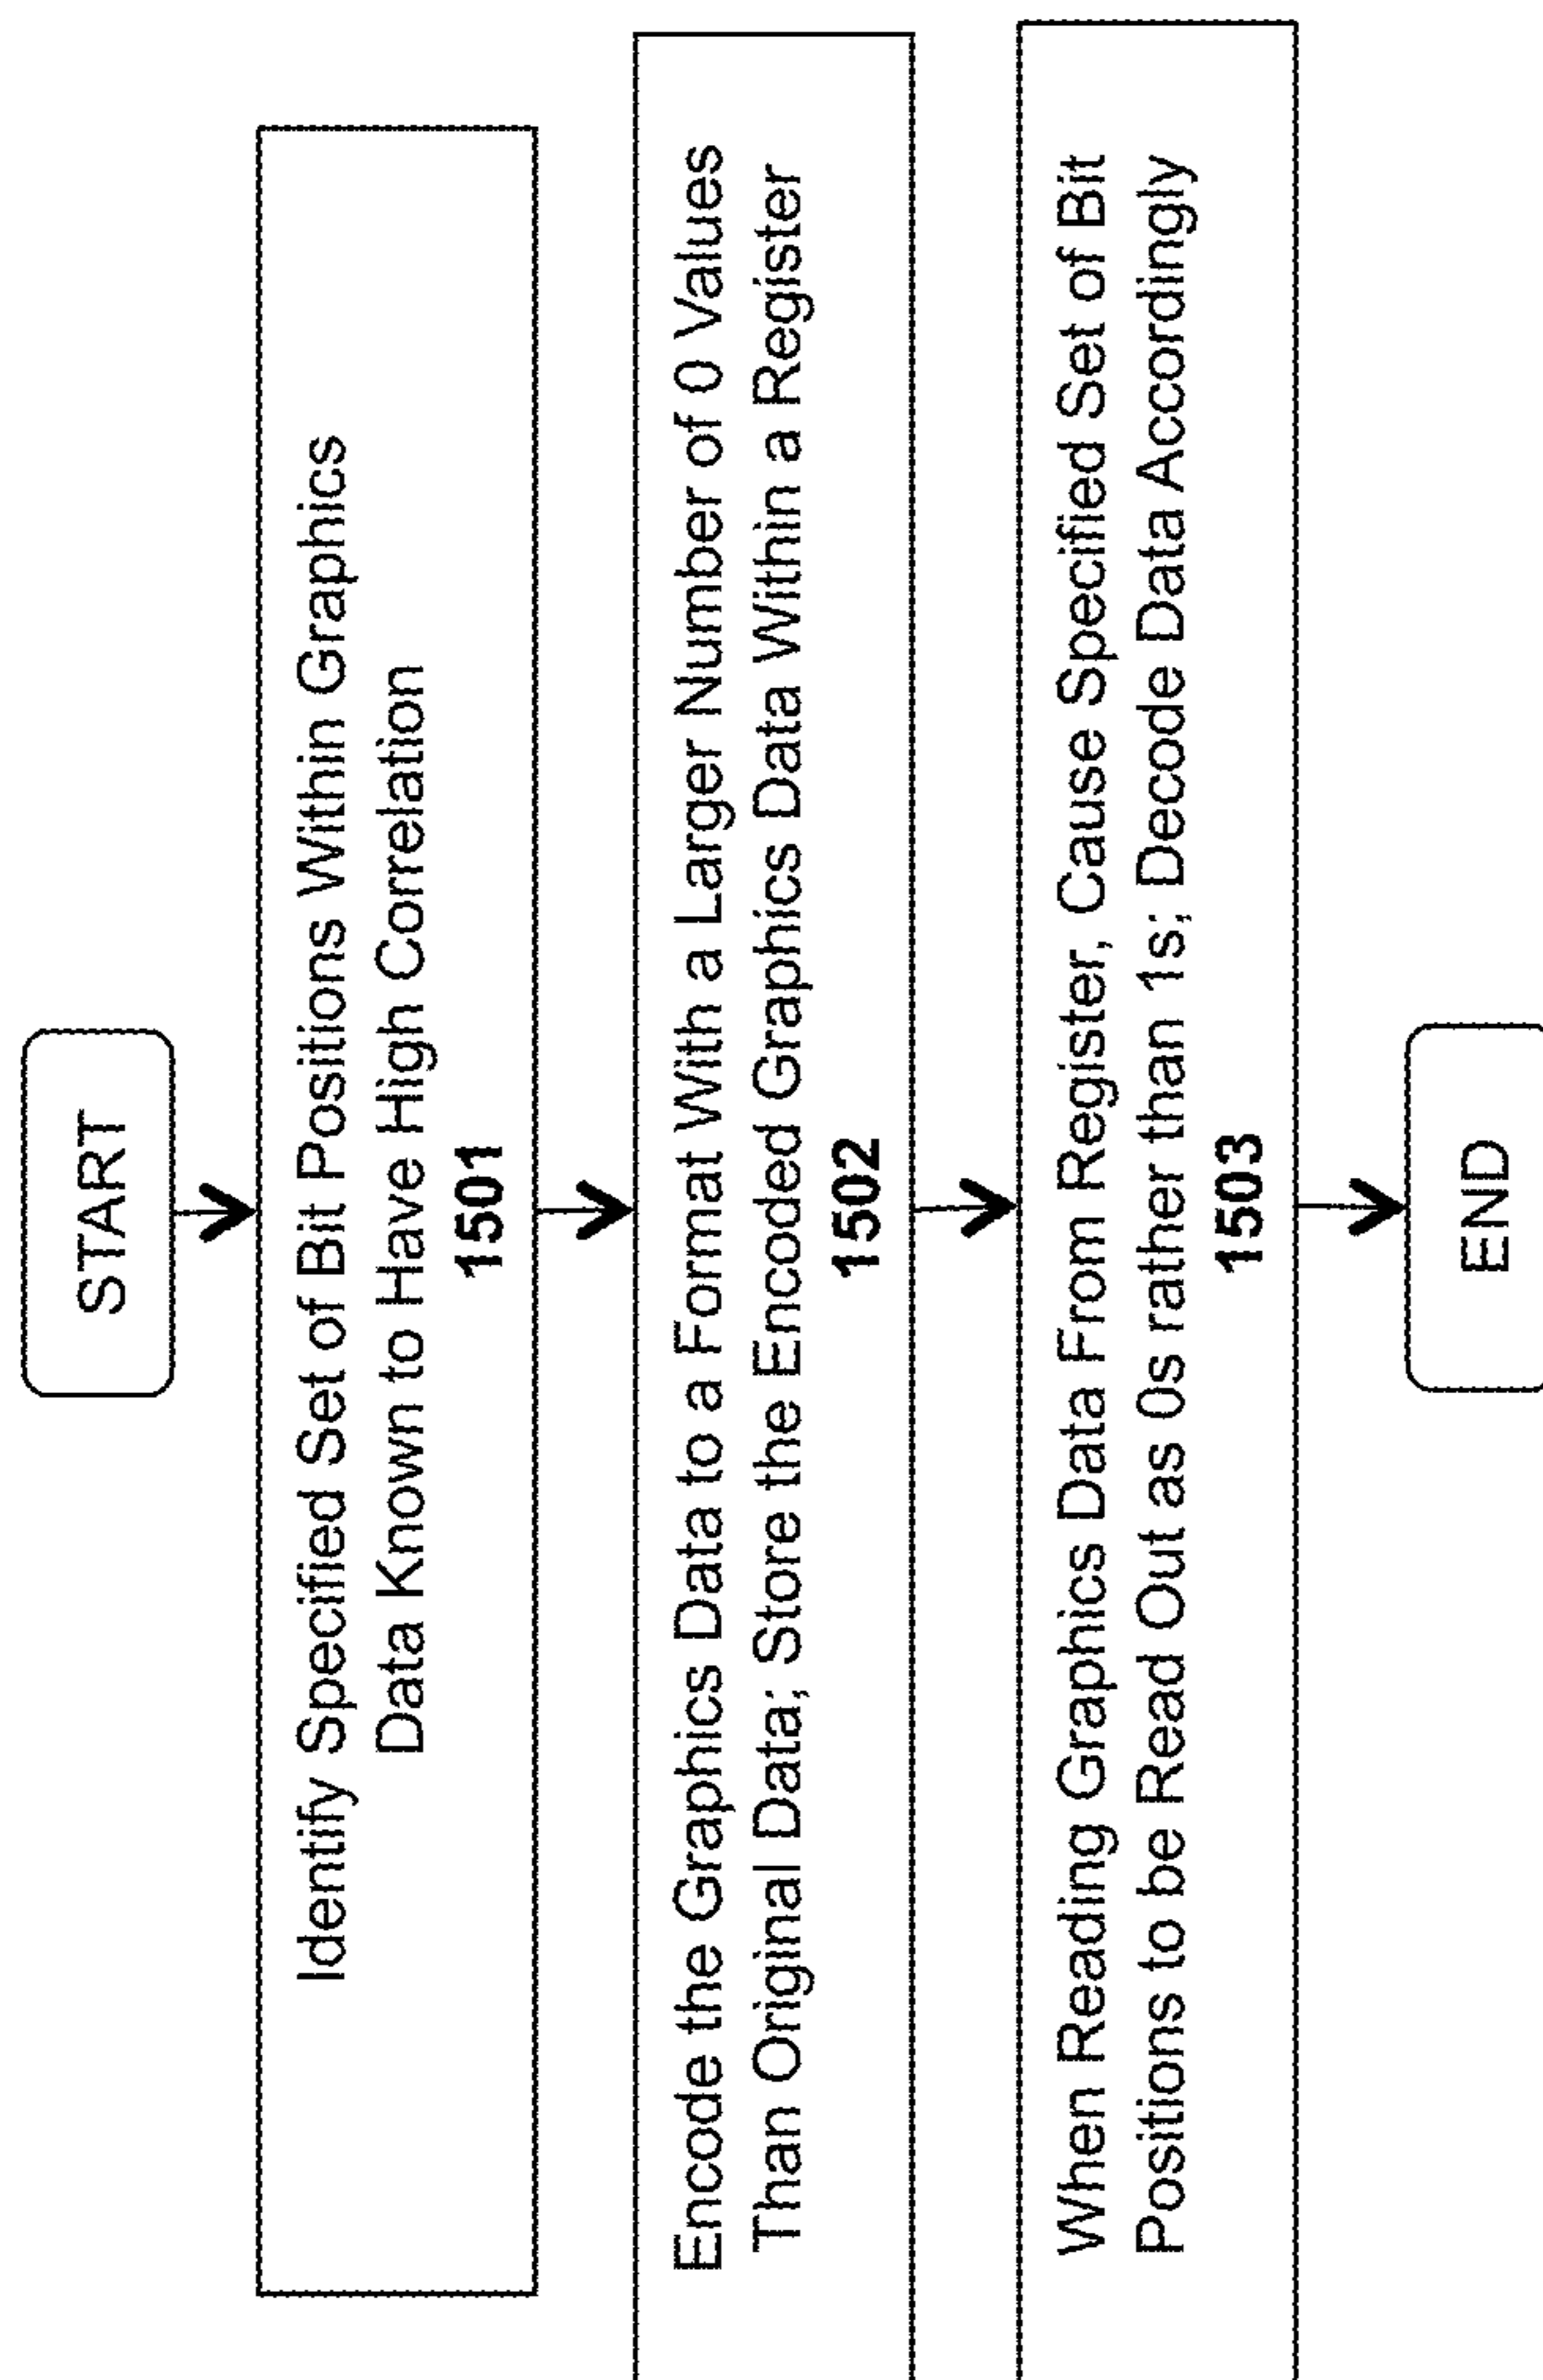 START
Identify Specified Set of Bit Positions Within Graphics
Data Known to Have High Correlation
1501
Encode the Graphics Data to a Format With a Larger Number of 0 Values
Than Original Data; Store the Encoded Graphics Data Within a Register
1502
When Reading Graphics Data From Register, Cause Specified Set of Bit
Positions to be Read Out as 0s rather than 1s; Decode Data Accordingly
1503
END